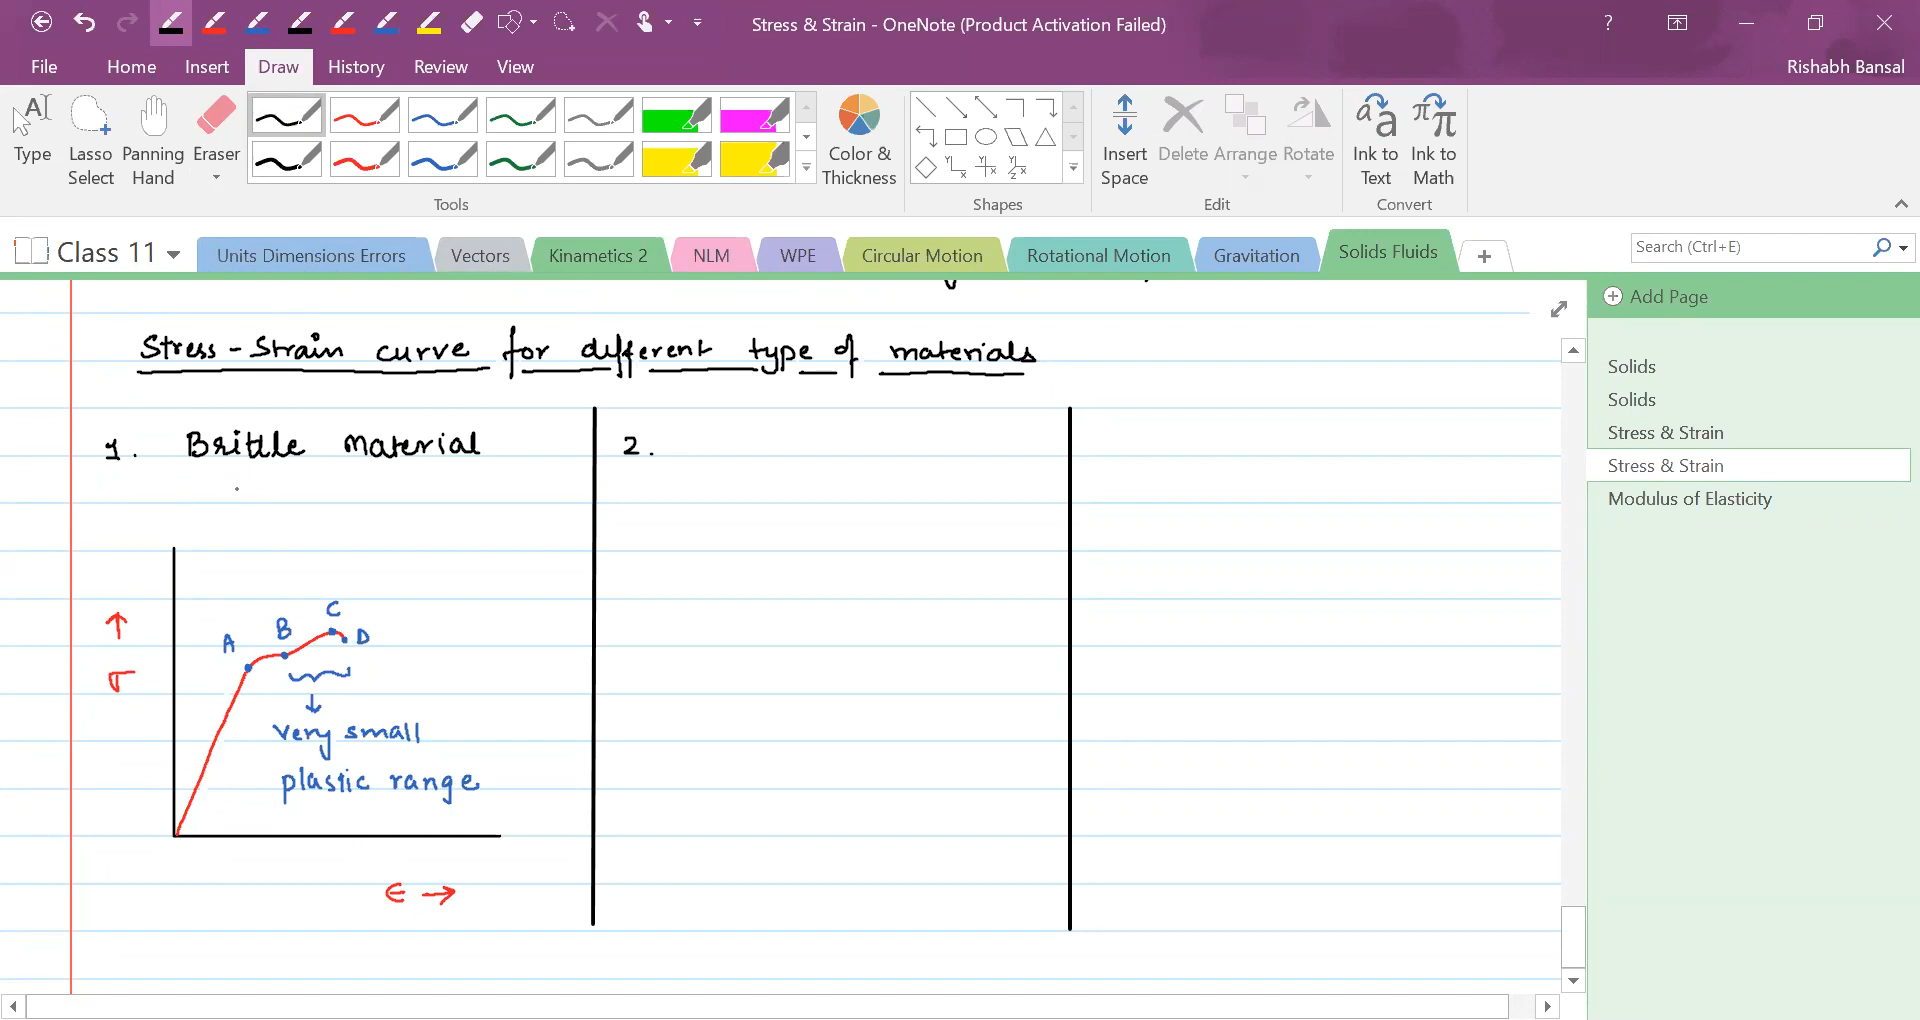 Stress & Strain - OneNote (Product Activation Failed)
?
File
Home
Insert
Draw
History
Review
View
Rishabh Bansal
Type
Lasso Select
Panning Hand
Eraser
Color & Thickness
Insert Space
Delete
Arrange
Rotate
Ink to Text
Ink to Math
Tools
Shapes
Edit
Convert
Class 11
Units Dimensions Errors
Vectors
Kinametics 2
NLM
WPE
Circular Motion
Rotational Motion
Gravitation
Solids Fluids
Search (Ctrl+E)
Add Page
Solids
Solids
Stress & Strain
Stress & Strain
Modulus of Elasticity
Stress - Strain curve for different type of materials
1. Brittle Material
2.
↑
σ
A
B
C
D
↓
very small
plastic range
∈ →